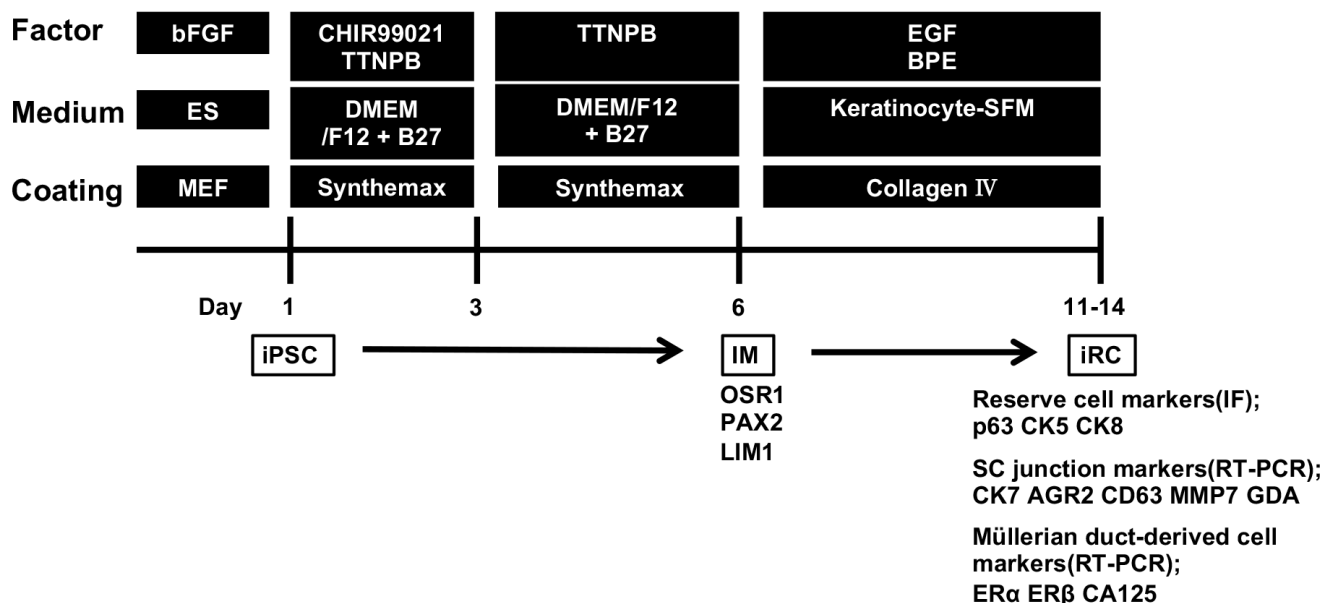 Factor
bFGF
CHIR99021
TTNPB
TTNPB
EGF
BPE
Medium
ES
DMEM
/F12 + B27
DMEM/F12
+ B27
Keratinocyte-SFM
Coating
MEF
Synthemax
Synthemax
Collagen Ⅳ
Day 1 3 6 11-14
iPSC
IM
iRC
OSR1
PAX2
LIM1
Reserve cell markers(IF);
p63 CK5 CK8
SC junction markers(RT-PCR);
CK7 AGR2 CD63 MMP7 GDA
Müllerian duct-derived cell
markers(RT-PCR);
ERα ERβ CA125